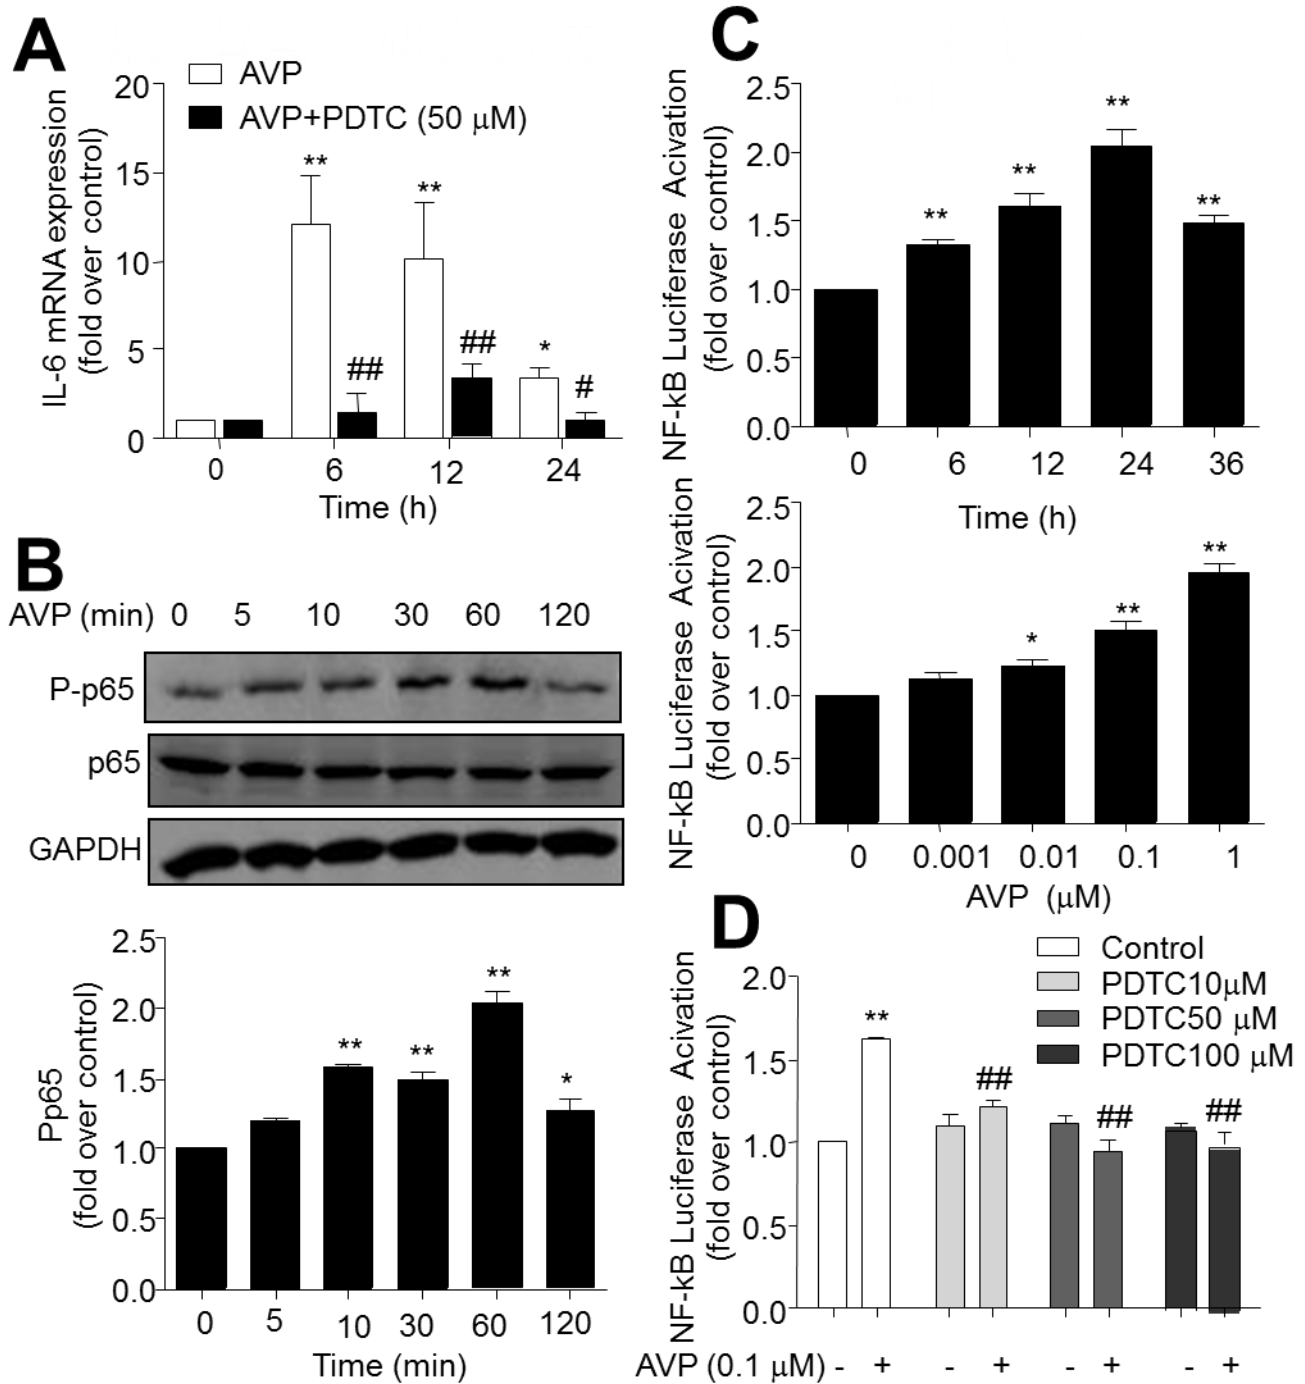 A
AVP
AVP+PDTC (50 μM)
IL-6 mRNA expression
(fold over control)
20
15
10
5
0
**
**
*
##
##
#
0 6 12 24
Time (h)
B
AVP (min) 0 5 10 30 60 120
P-p65
p65
GAPDH
Pp65
(fold over control)
2.5
2.0
1.5
1.0
0.5
0.0
**
**
**
*
0 5 10 30 60 120
Time (min)
C
NF-kB Luciferase Acivation
(fold over control)
2.5
2.0
1.5
1.0
0.5
0.0
**
**
**
**
0 6 12 24 36
Time (h)
NF-kB Luciferase Acivation
(fold over control)
2.5
2.0
1.5
1.0
0.5
0.0
*
**
**
0 0.001 0.01 0.1 1
AVP (μM)
D
Control
PDTC10μM
PDTC50 μM
PDTC100 μM
NF-kB Luciferase Acivation
(fold over control)
2.0
1.5
1.0
0.5
0.0
**
##
##
##
AVP (0.1 μM) - + - + - + - +